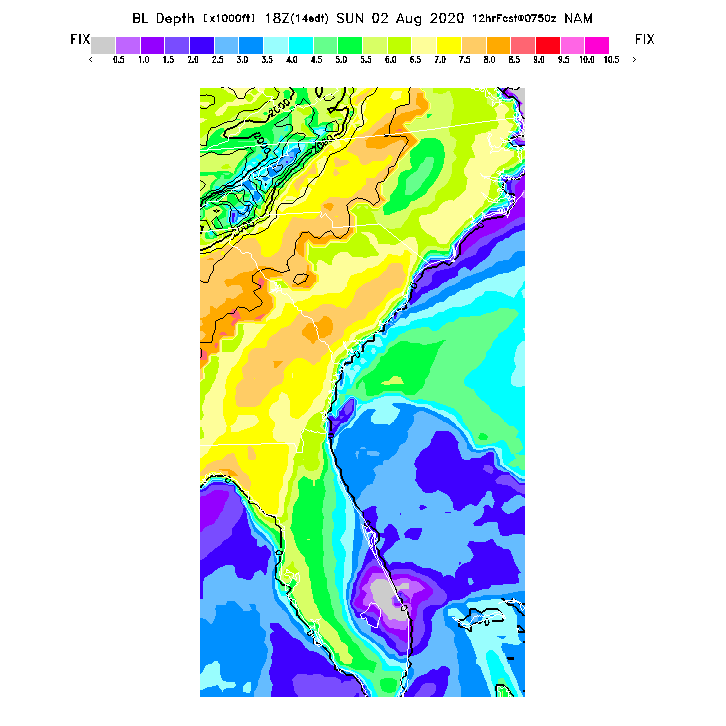 BL Depth [x1000ft] 18Z(14edt) SUN 02 Aug 2020 12hrFcst@0750z NAM
FIX FIX
< 0.5 1.0 1.5 2.0 2.5 3.0 3.5 4.0 4.5 5.0 5.5 6.0 6.5 7.0 7.5 8.0 8.5 9.0 9.5 10.0 10.5 >
2000
2000